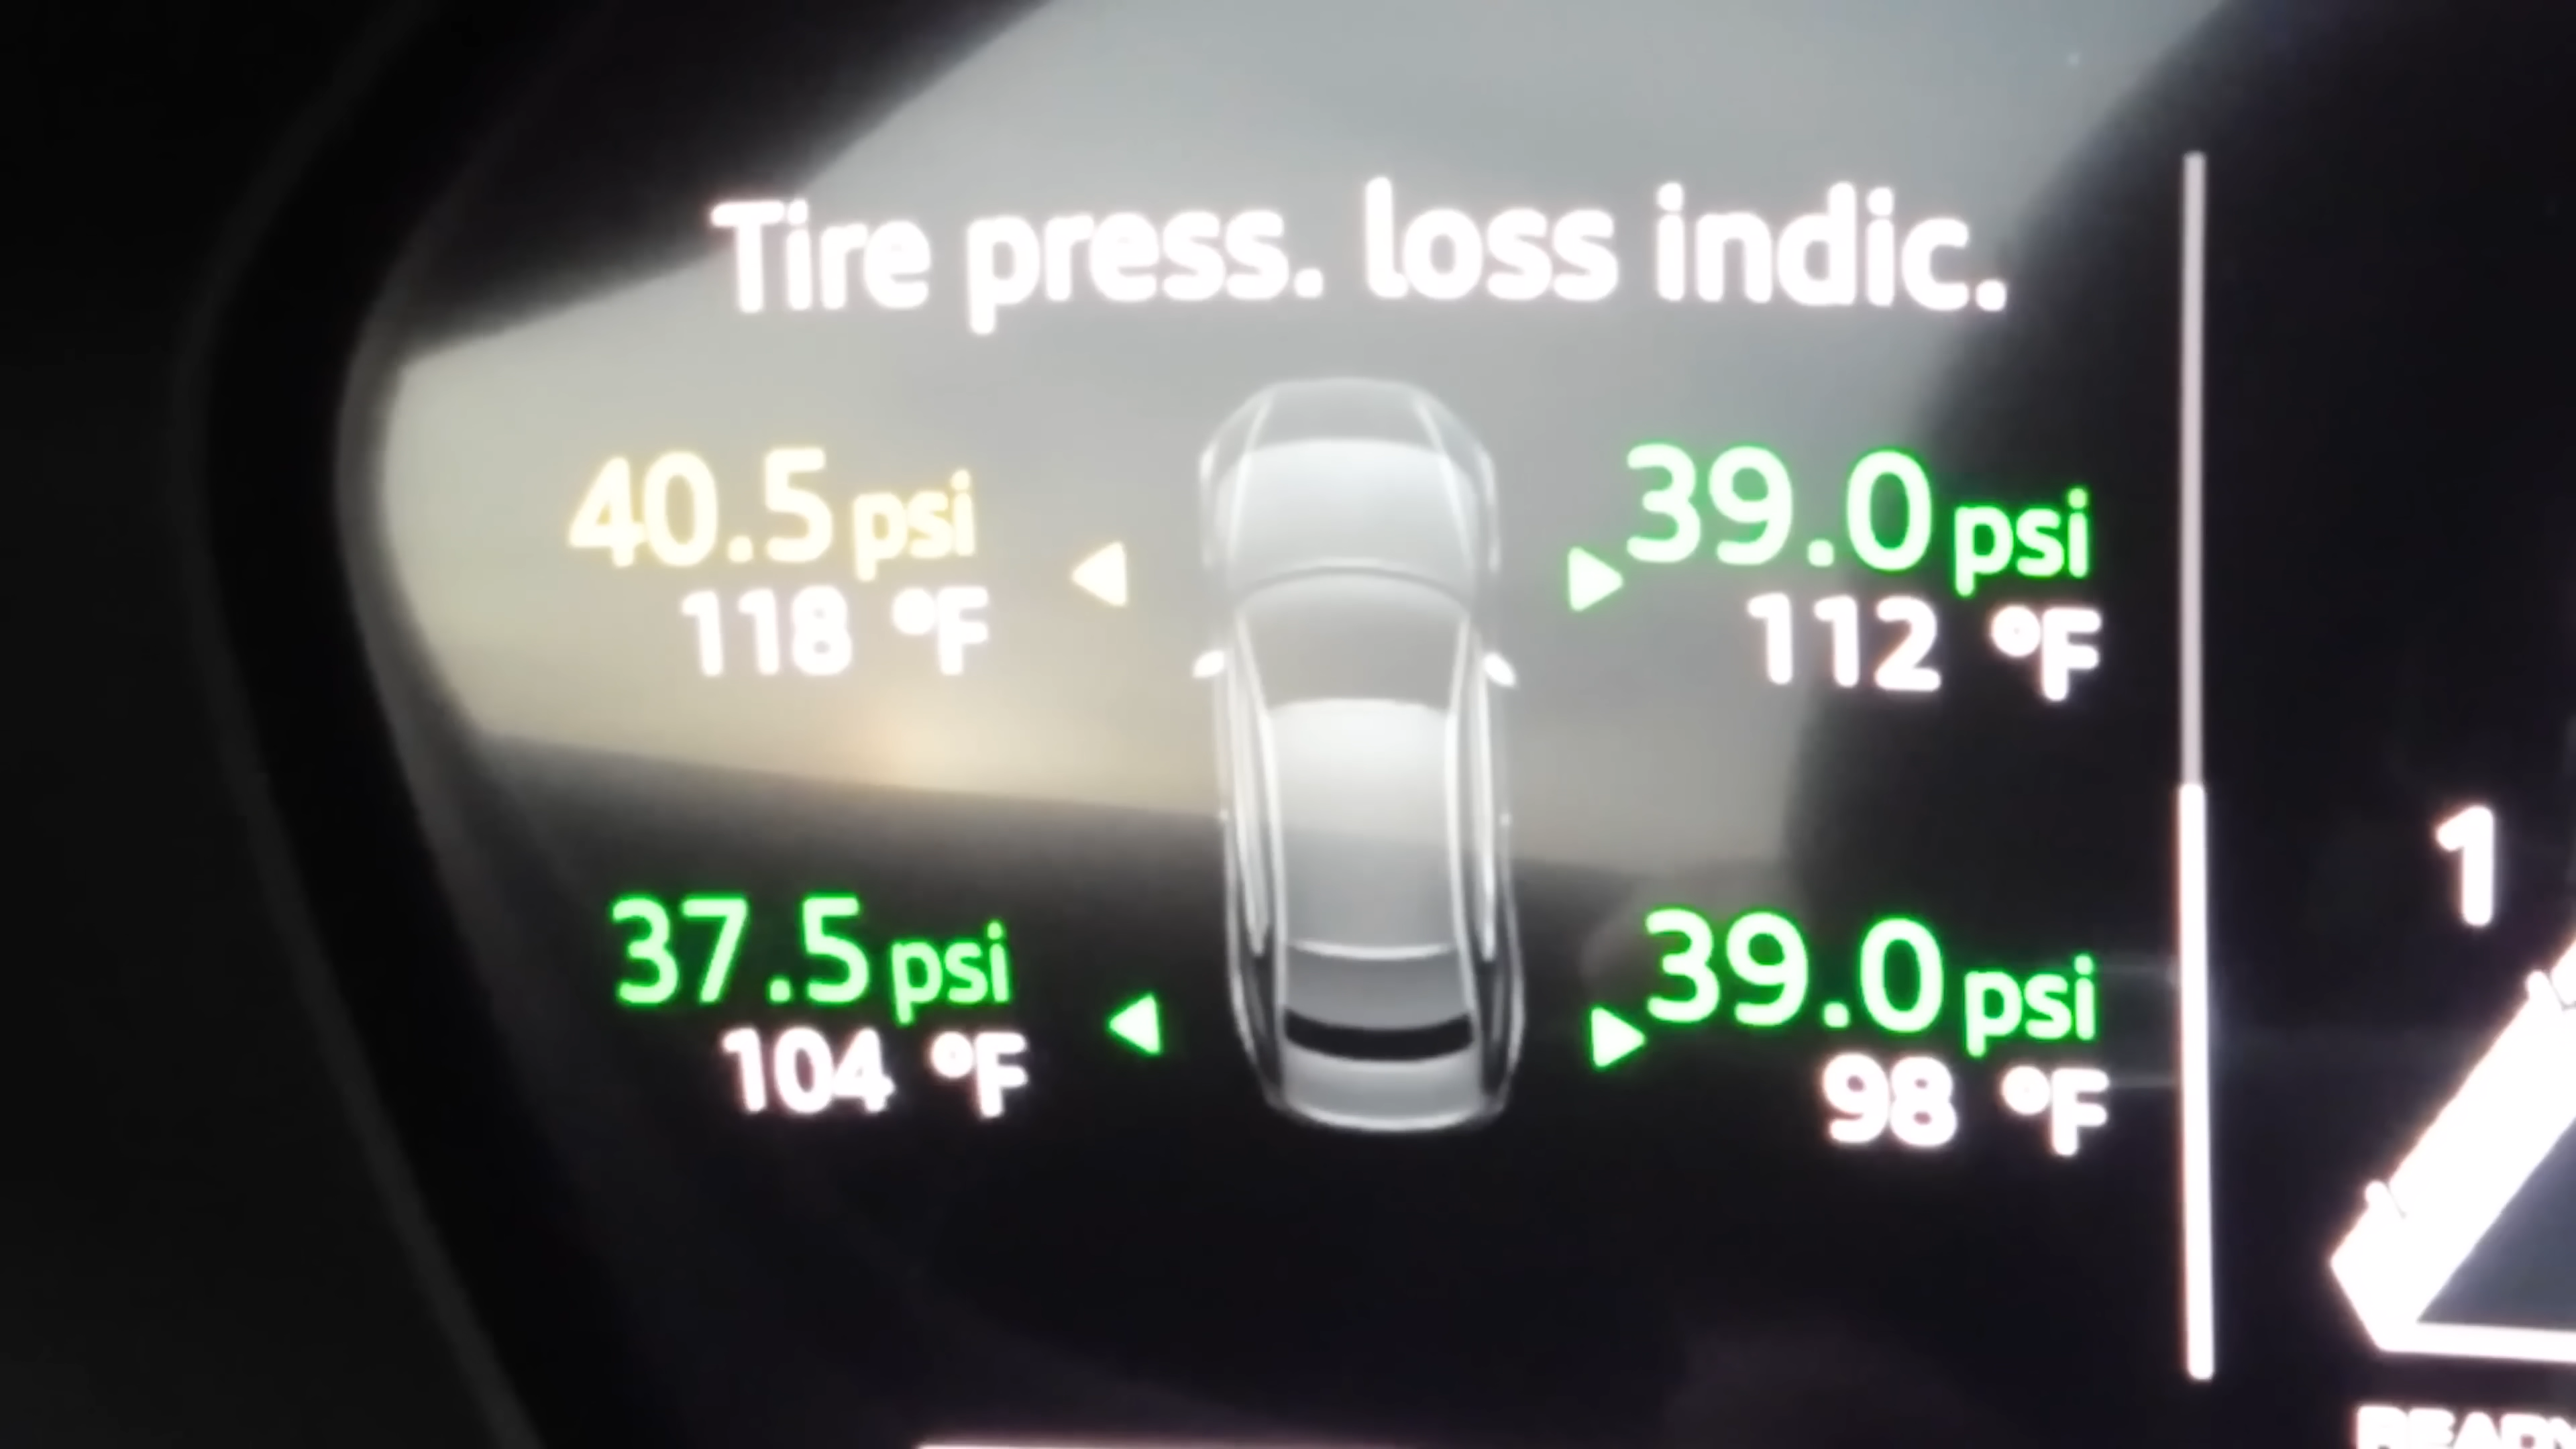 Tire press. loss indic.
40.5 psi
118 °F
39.0 psi
112 °F
37.5 psi
104 °F
39.0 psi
98 °F
1